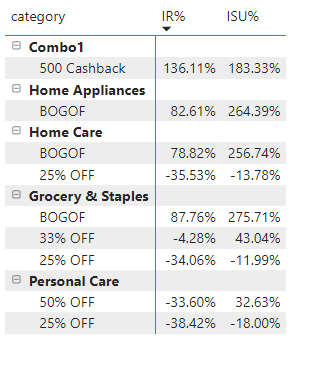 category IR% ISU%
Combo1
500 Cashback 136.11% 183.33%
Home Appliances
BOGOF 82.61% 264.39%
Home Care
BOGOF 78.82% 256.74%
25% OFF -35.53% -13.78%
Grocery & Staples
BOGOF 87.76% 275.71%
33% OFF -4.28% 43.04%
25% OFF -34.06% -11.99%
Personal Care
50% OFF -33.60% 32.63%
25% OFF -38.42% -18.00%